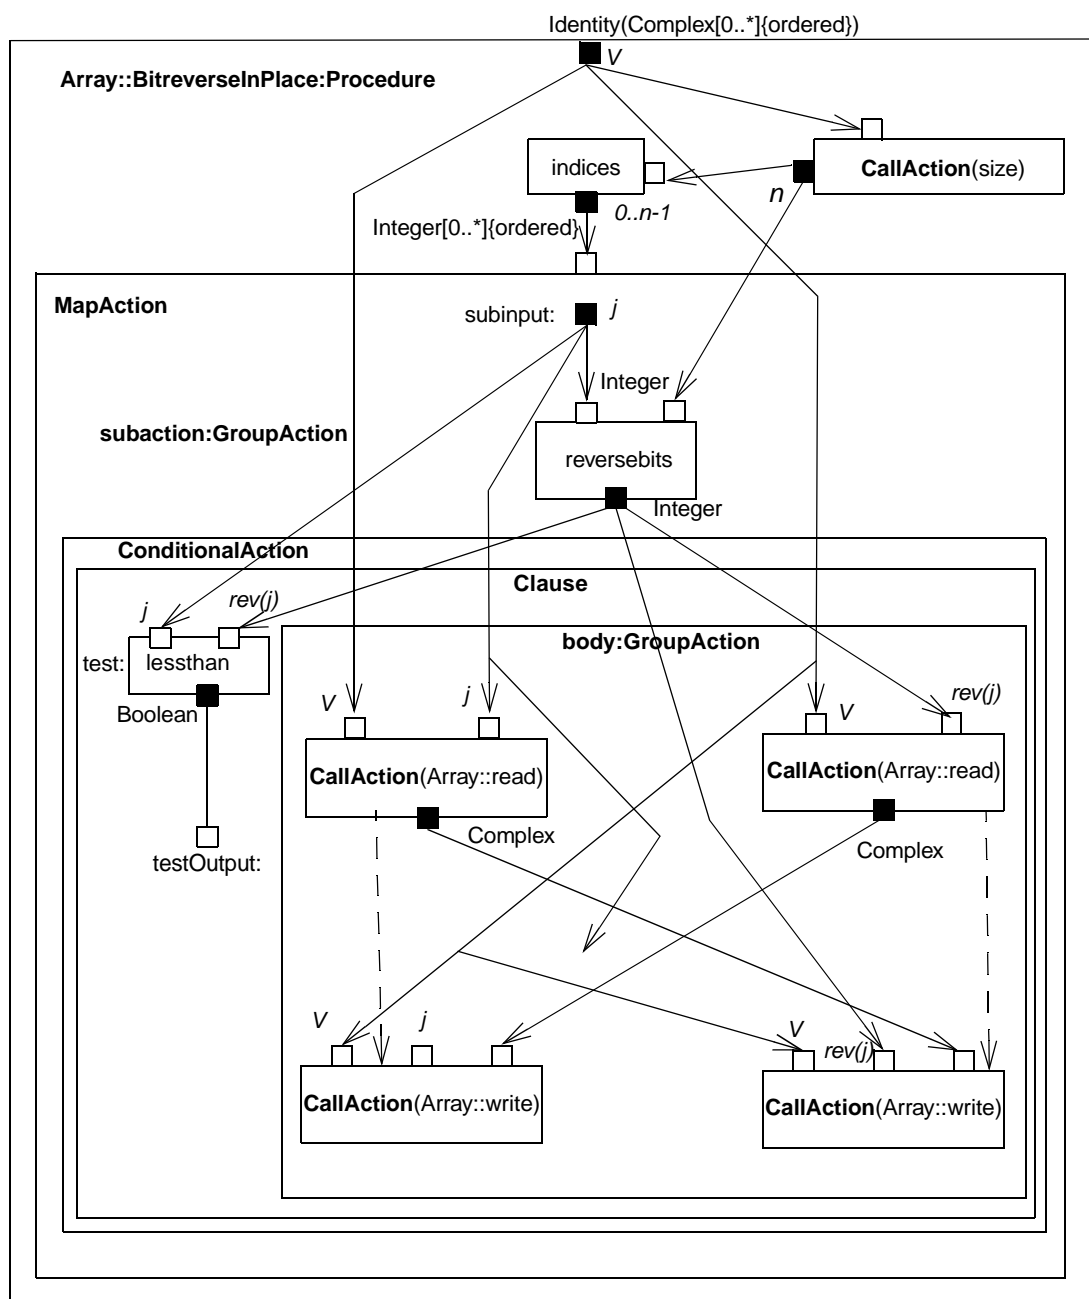 Identity(Complex[0..*]{ordered})
V
Array::BitreverseInPlace:Procedure
indices
CallAction(size)
n
0..n-1
Integer[0..*]{ordered}
MapAction
subinput:
j
Integer
subaction:GroupAction
reversebits
Integer
ConditionalAction
Clause
j
rev(j)
body:GroupAction
test:
lessthan
Boolean
V
j
V
rev(j)
CallAction(Array::read)
CallAction(Array::read)
Complex
Complex
testOutput:
V
j
V
rev(j)
CallAction(Array::write)
CallAction(Array::write)